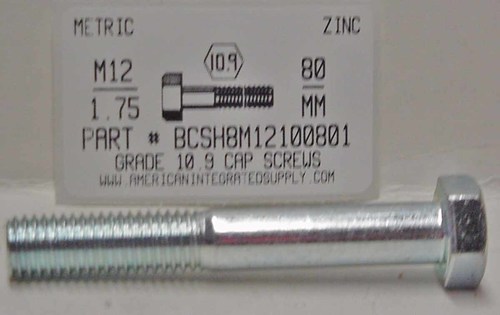 METRIC ZINC
M12 10.9 80
1.75 MM
PART # BCSH8M12100801
GRADE 10.9 CAP SCREWS
WWW.AMERICANINTEGRATEDSUPPLY.COM